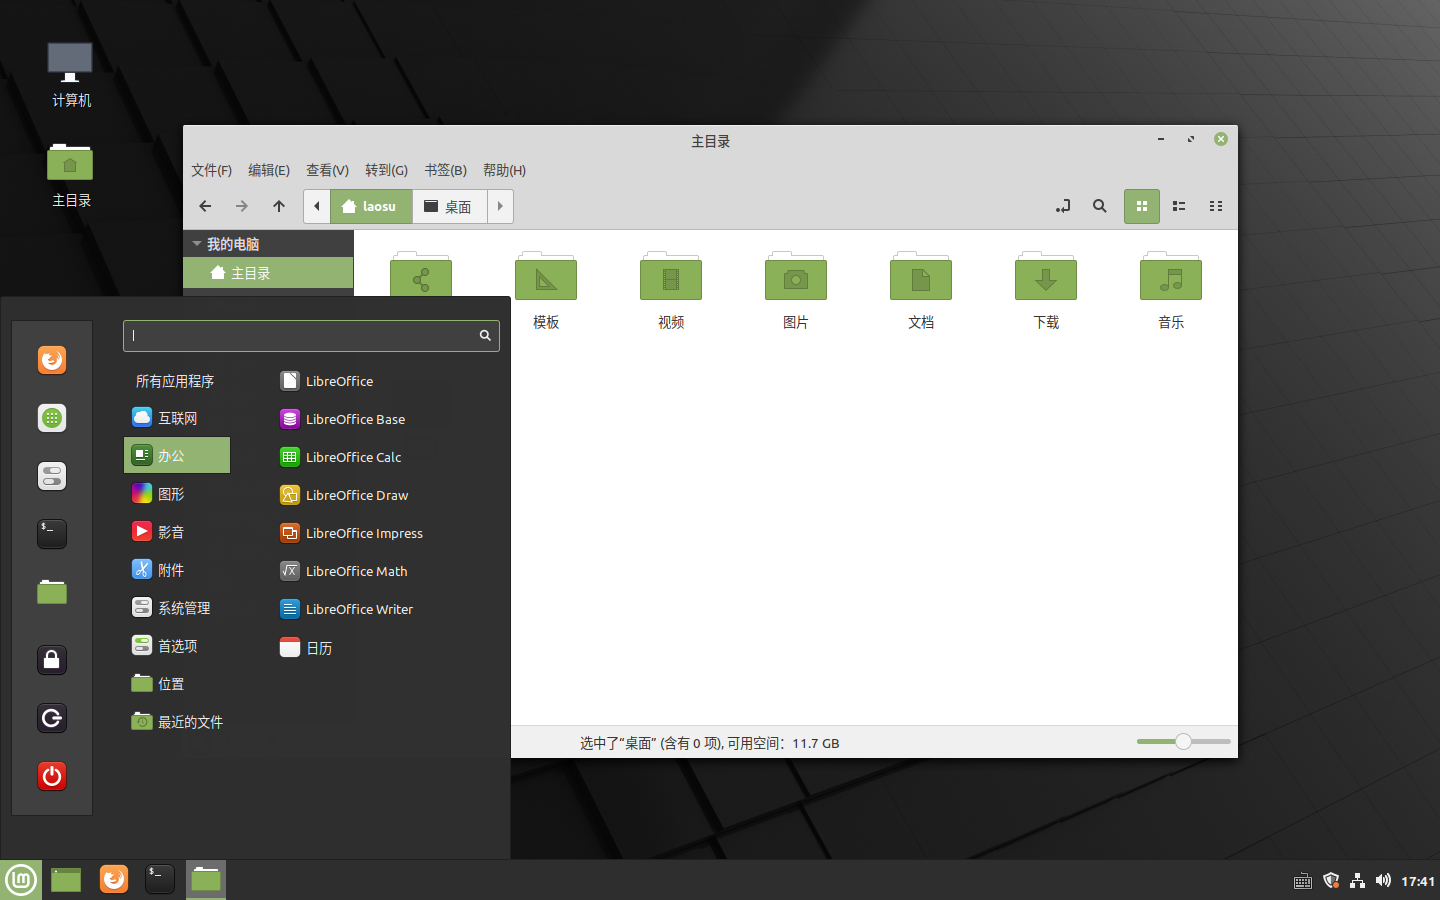 计算机
主目录
主目录
文件(F) 编辑(E) 查看(V) 转到(G) 书签(B) 帮助(H)
laosu 桌面
我的电脑
主目录
模板 视频 图片 文档 下载 音乐
所有应用程序
互联网
办公
图形
影音
附件
系统管理
首选项
位置
最近的文件
LibreOffice
LibreOffice Base
LibreOffice Calc
LibreOffice Draw
LibreOffice Impress
LibreOffice Math
LibreOffice Writer
日历
选中了“桌面” (含有 0 项), 可用空间：11.7 GB
17:41